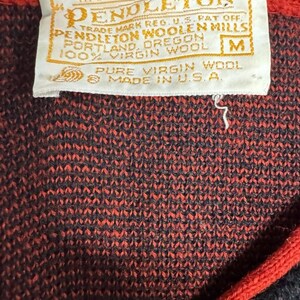 "PENDLETON"
TRADE MARK REG. U.S. PAT. OFF.
PENDLETON WOOLEN MILLS
PORTLAND, OREGON
100% VIRGIN WOOL
M
PURE VIRGIN WOOL
MADE IN U.S.A.